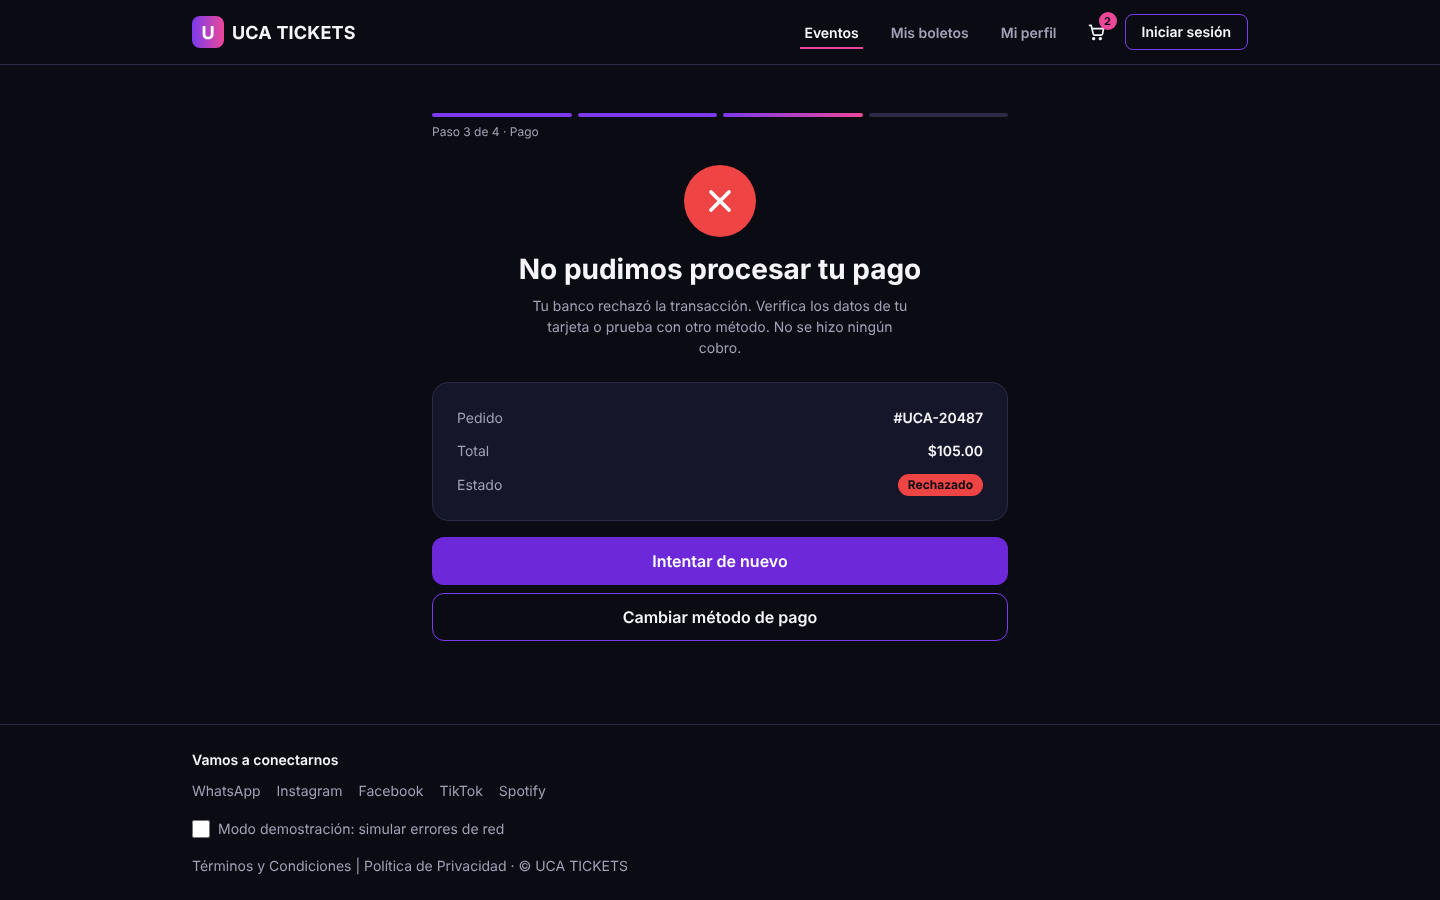 U UCA TICKETS
Eventos Mis boletos Mi perfil 2 Iniciar sesión
Paso 3 de 4 · Pago
No pudimos procesar tu pago
Tu banco rechazó la transacción. Verifica los datos de tu
tarjeta o prueba con otro método. No se hizo ningún
cobro.
Pedido #UCA-20487
Total $105.00
Estado Rechazado
Intentar de nuevo
Cambiar método de pago
Vamos a conectarnos
WhatsApp Instagram Facebook TikTok Spotify
Modo demostración: simular errores de red
Términos y Condiciones | Política de Privacidad · © UCA TICKETS